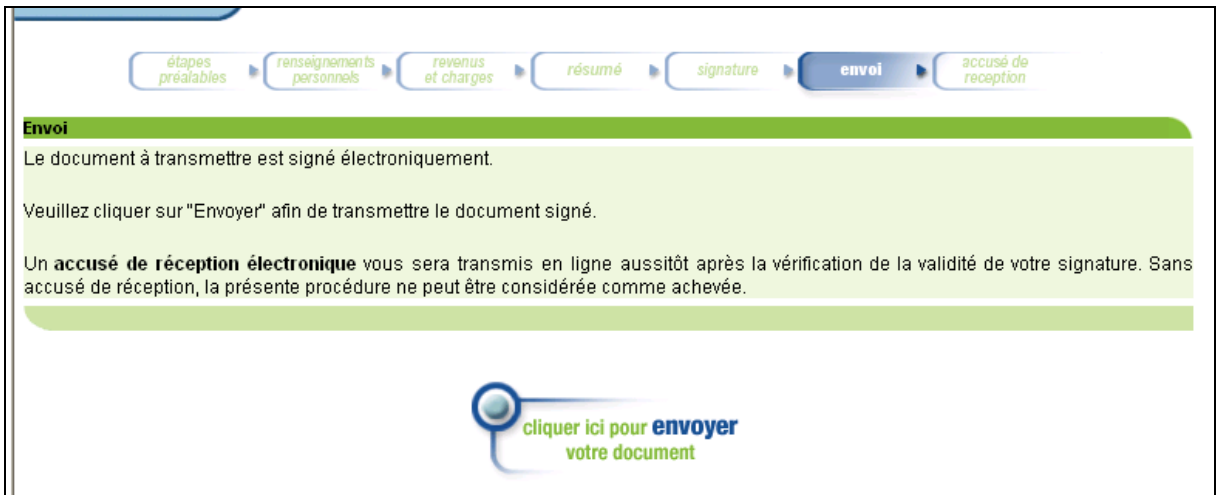 étapes
préalables
renseignements
personnels
revenus
et charges
résumé
signature
envoi
accusé de
reception
Envoi
Le document à transmettre est signé électroniquement.
Veuillez cliquer sur "Envoyer" afin de transmettre le document signé.
Un accusé de réception électronique vous sera transmis en ligne aussitôt après la vérification de la validité de votre signature. Sans
accusé de réception, la présente procédure ne peut être considérée comme achevée.
cliquer ici pour envoyer
votre document